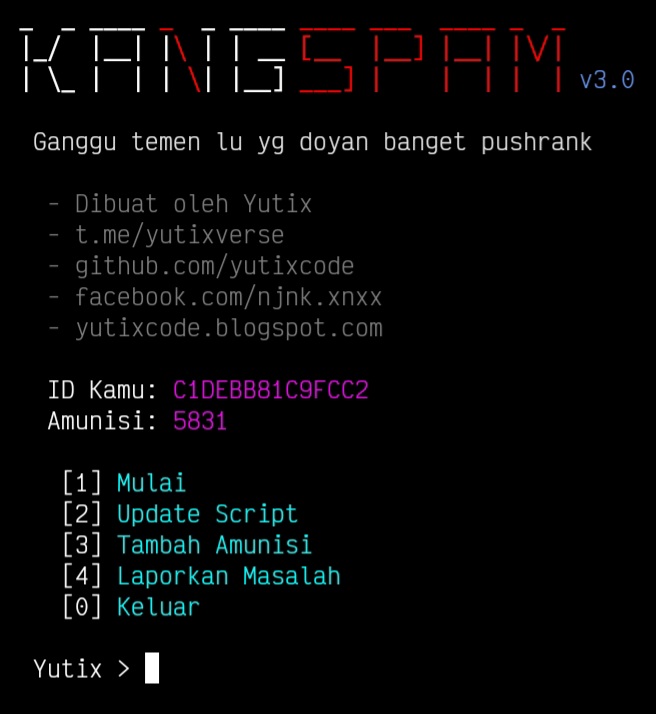 KANGSPAM v3.0
Ganggu temen lu yg doyan banget pushrank
- Dibuat oleh Yutix
- t.me/yutixverse
- github.com/yutixcode
- facebook.com/njnk.xnxx
- yutixcode.blogspot.com
ID Kamu: C1DEBB81C9FCC2
Amunisi: 5831
[1] Mulai
[2] Update Script
[3] Tambah Amunisi
[4] Laporkan Masalah
[0] Keluar
Yutix >